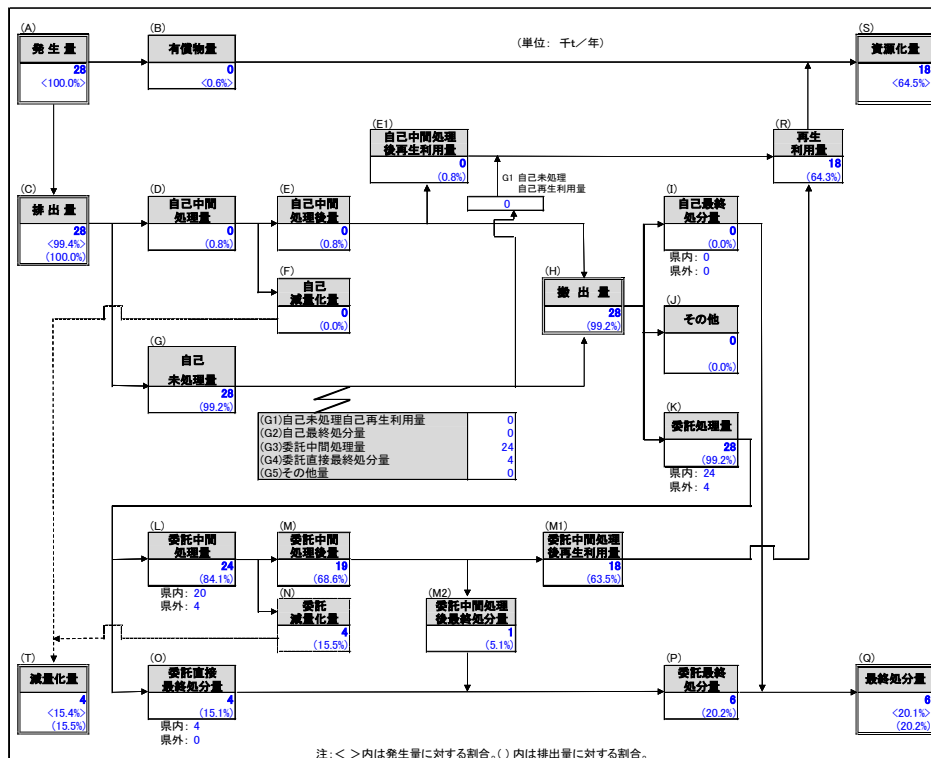 (A)
発 生 量
28
<100.0%>
(B)
有償物量
0
<0.6%>
(単位: 千t/年)
(S)
資源化量
18
<64.5%>
(E1)
自己中間処理
後再生利用量
0
(0.8%)
G1 自己未処理
自己再生利用量
0
(R)
再生
利用量
18
(64.3%)
(C)
排 出 量
28
<99.4%>
(100.0%)
(D)
自己中間
処理量
0
(0.8%)
(E)
自己中間
処理後量
0
(0.8%)
(I)
自己最終
処分量
0
(0.0%)
県内: 0
県外: 0
(F)
自己
減量化量
0
(0.0%)
(H)
搬 出 量
28
(99.2%)
(J)
その他
0
(0.0%)
(G)
自己
未処理量
28
(99.2%)
(G1)自己未処理自己再生利用量 0
(G2)自己最終処分量 0
(G3)委託中間処理量 24
(G4)委託直接最終処分量 4
(G5)その他量 0
(K)
委託処理量
28
(99.2%)
県内: 24
県外: 4
(L)
委託中間
処理量
24
(84.1%)
県内: 20
県外: 4
(M)
委託中間
処理後量
19
(68.6%)
(M1)
委託中間処理
後再生利用量
18
(63.5%)
(N)
委託
減量化量
4
(15.5%)
(M2)
委託中間処理
後最終処分量
1
(5.1%)
(T)
減量化量
4
<15.4%>
(15.5%)
(O)
委託直接
最終処分量
4
(15.1%)
県内: 4
県外: 0
(P)
委託最終
処分量
6
(20.2%)
(Q)
最終処分量
6
<20.1%>
(20.2%)
注:< >内は発生量に対する割合。( )内は排出量に対する割合。